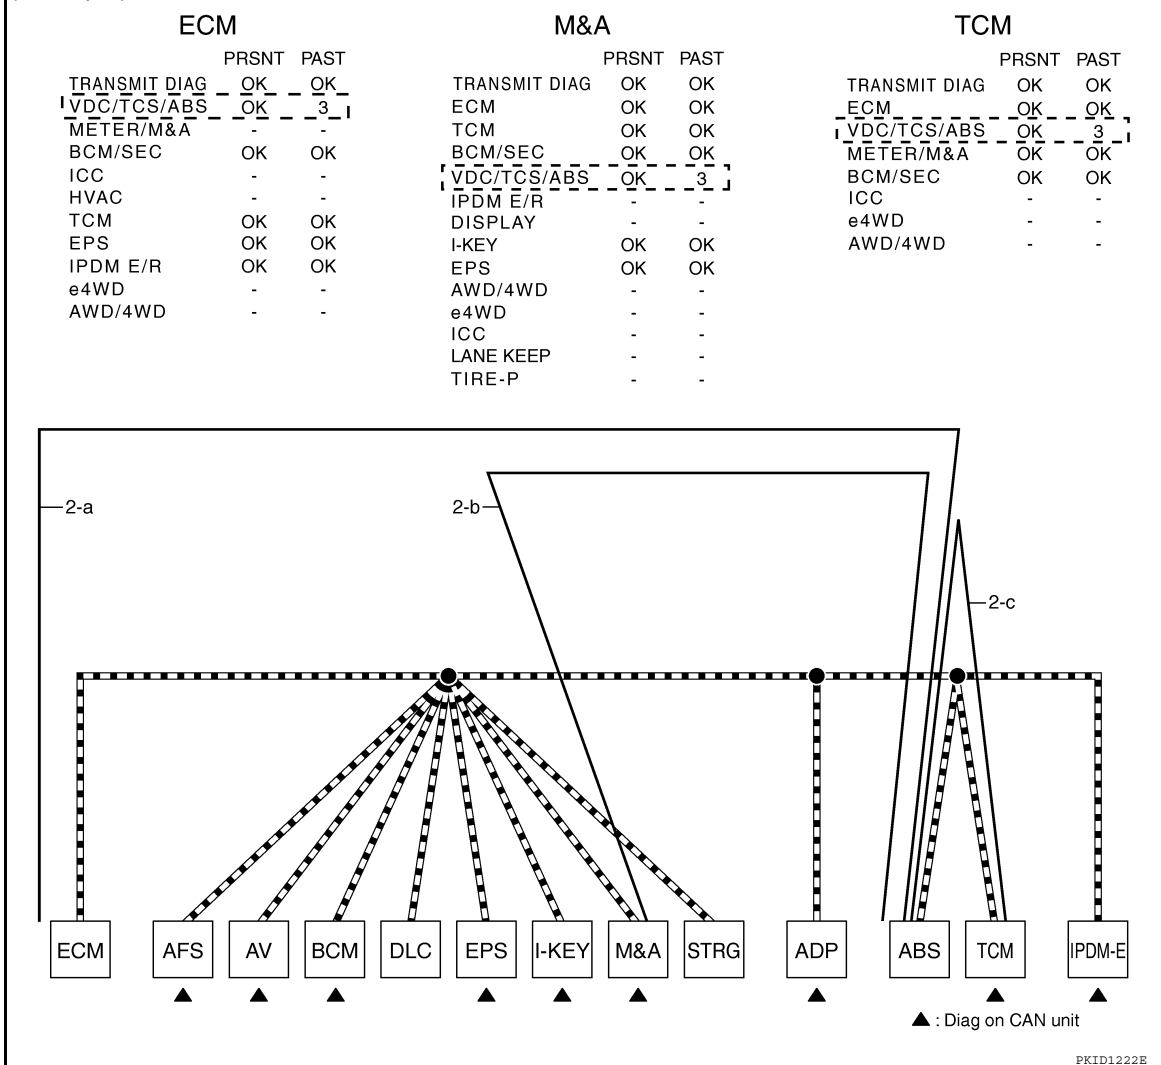 ECM
PRSNT PAST
TRANSMIT DIAG OK OK
VDC/TCS/ABS OK 3
METER/M&A - -
BCM/SEC OK OK
ICC - -
HVAC - -
TCM OK OK
EPS OK OK
IPDM E/R OK OK
e4WD - -
AWD/4WD - -
M&A
PRSNT PAST
TRANSMIT DIAG OK OK
ECM OK OK
TCM OK OK
BCM/SEC OK OK
VDC/TCS/ABS OK 3
IPDM E/R - -
DISPLAY - -
I-KEY OK OK
EPS OK OK
AWD/4WD - -
e4WD - -
ICC - -
LANE KEEP - -
TIRE-P - -
TCM
PRSNT PAST
TRANSMIT DIAG OK OK
ECM OK OK
VDC/TCS/ABS OK 3
METER/M&A OK OK
BCM/SEC OK OK
ICC - -
e4WD - -
AWD/4WD - -
2-a
2-b
2-c
ECM AFS AV BCM DLC EPS I-KEY M&A STRG ADP ABS TCM IPDM-E
▲ : Diag on CAN unit
PKID1222E